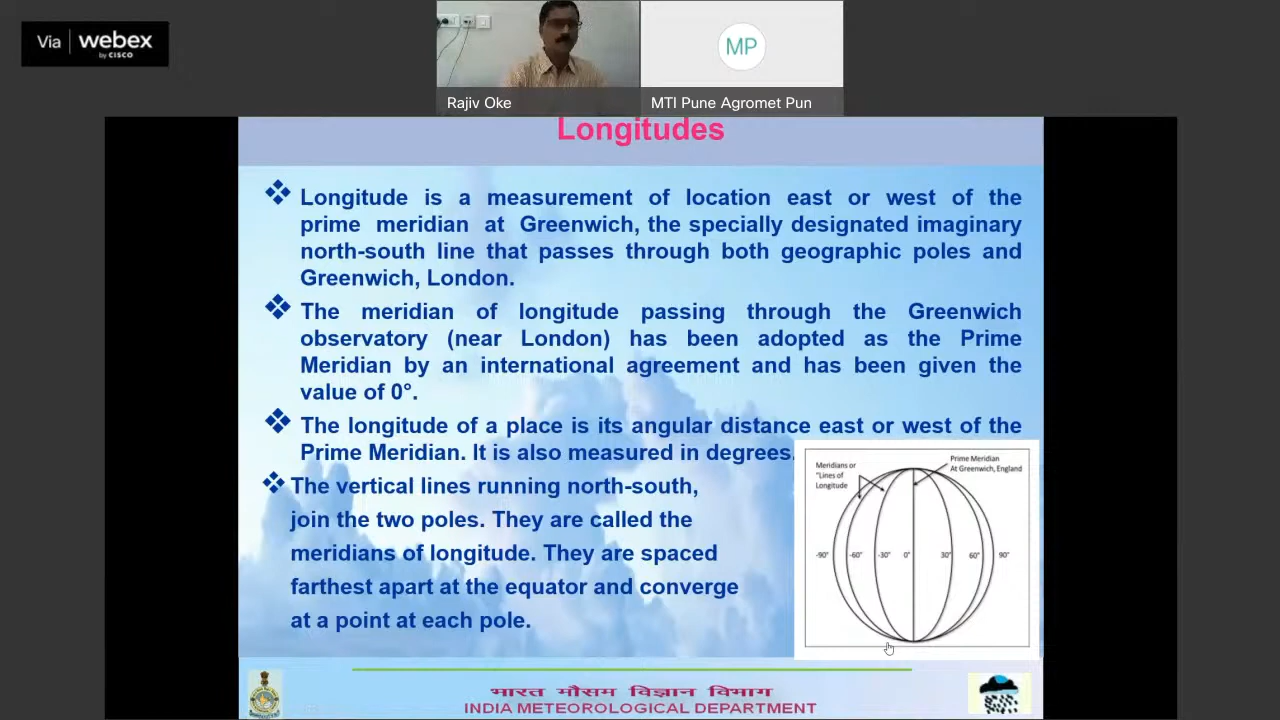 Via webex
by CISCO
MP
Rajiv Oke
MTI Pune Agromet Pun
Longitudes
Longitude is a measurement of location east or west of the
prime meridian at Greenwich, the specially designated imaginary
north-south line that passes through both geographic poles and
Greenwich, London.
The meridian of longitude passing through the Greenwich
observatory (near London) has been adopted as the Prime
Meridian by an international agreement and has been given the
value of 0°.
The longitude of a place is its angular distance east or west of the
Prime Meridian. It is also measured in degrees.
The vertical lines running north-south,
join the two poles. They are called the
meridians of longitude. They are spaced
farthest apart at the equator and converge
at a point at each pole.
Meridians or
"Lines of
Longitude
Prime Meridian
At Greenwich, England
-90° -60° -30° 0° 30° 60° 90°
भारत मौसम विज्ञान विभाग
INDIA METEOROLOGICAL DEPARTMENT